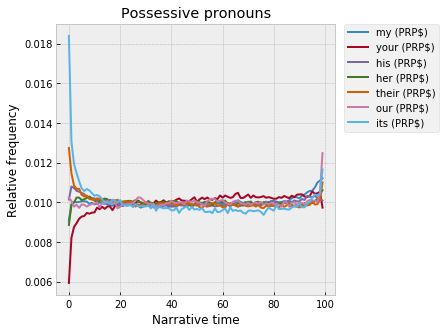 Possessive pronouns
0.018
0.016
0.014
0.012
0.010
0.008
0.006
Relative frequency
0
20
40
60
80
100
Narrative time
my (PRP$)
your (PRP$)
his (PRP$)
her (PRP$)
their (PRP$)
our (PRP$)
its (PRP$)